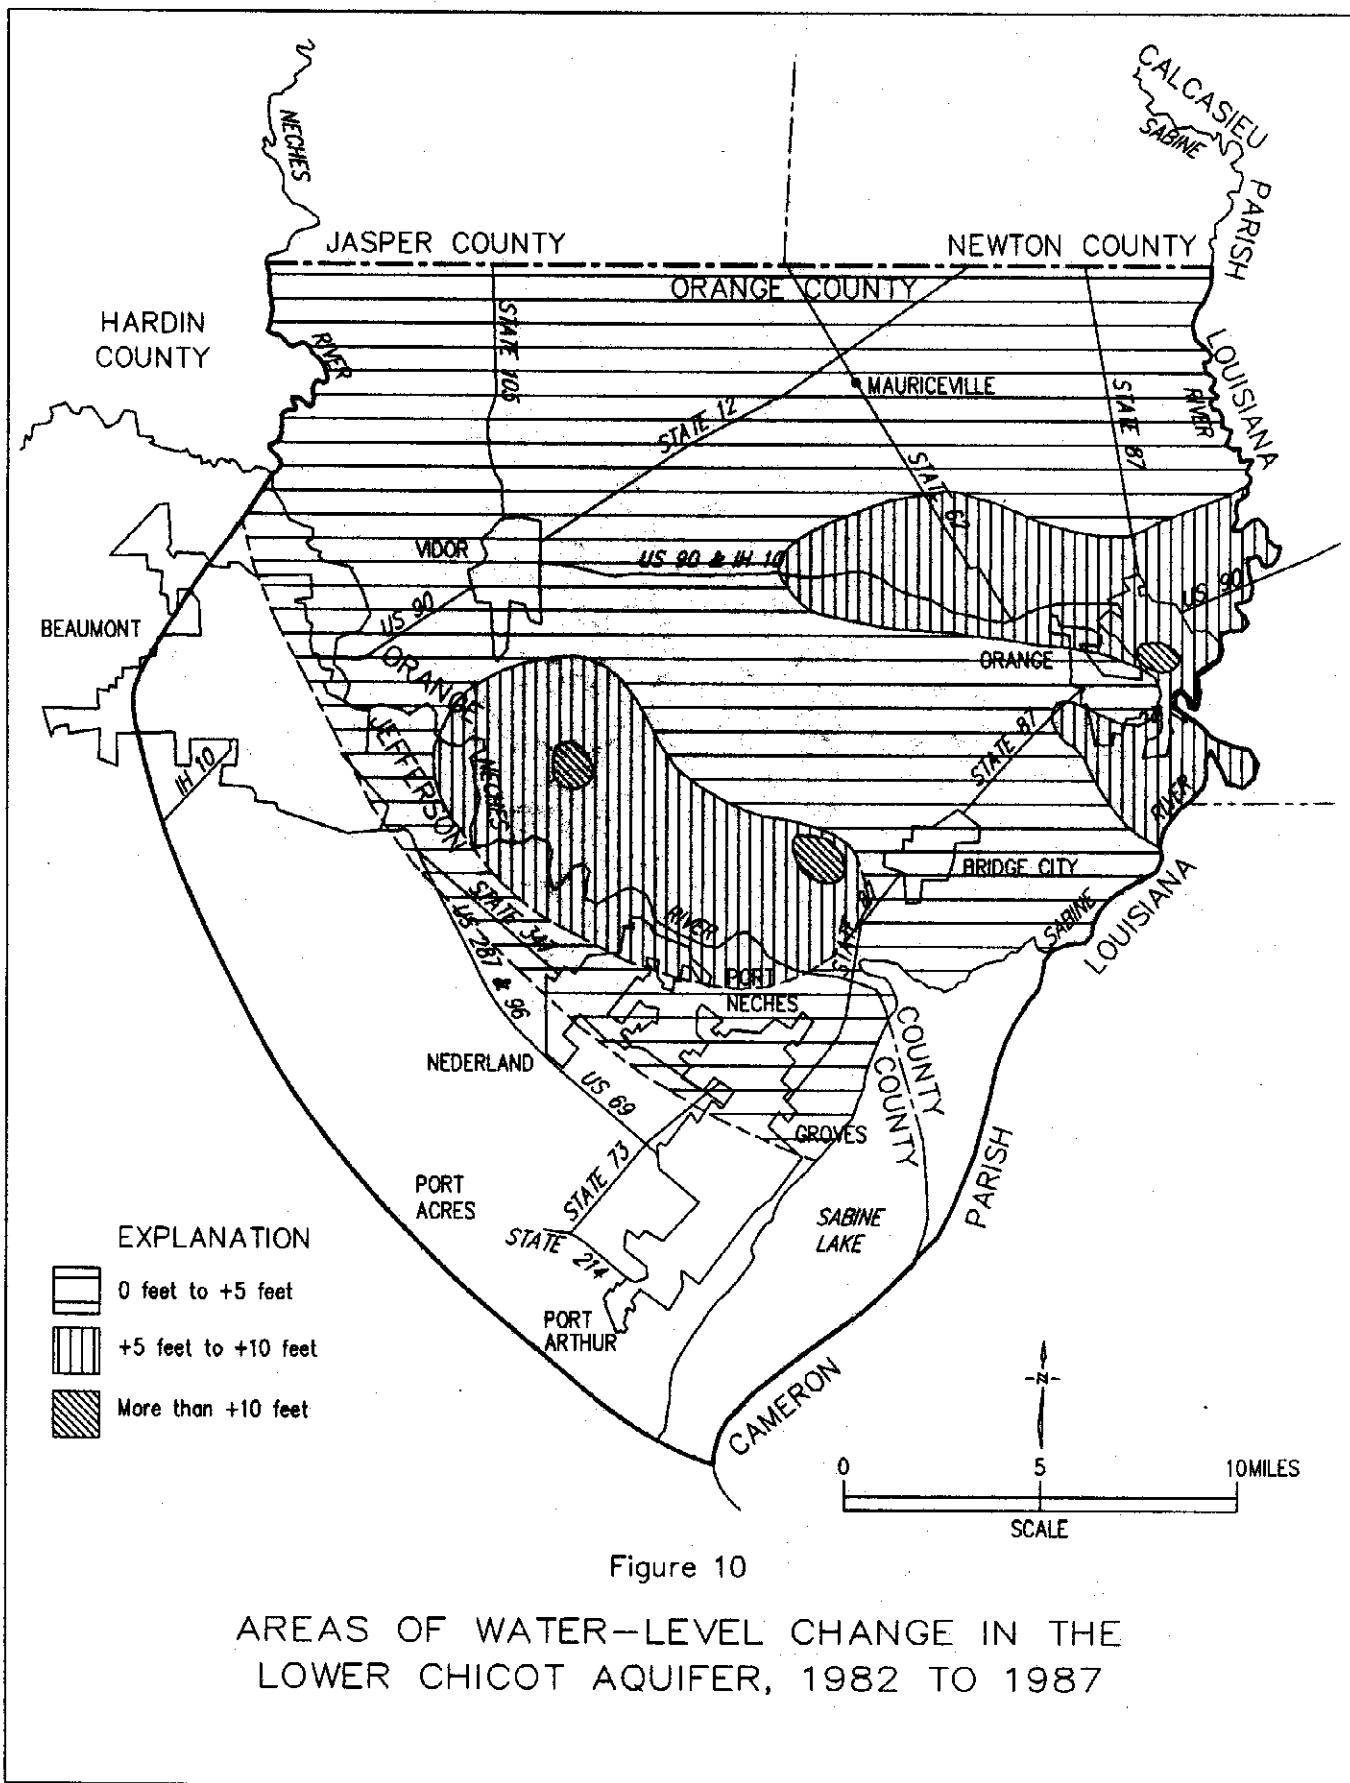 CALCASIEU
SABINE
PARISH
NECHES
JASPER COUNTY
NEWTON COUNTY
ORANGE COUNTY
HARDIN
COUNTY
RIVER
STATE 105
LOUISIANA
MAURICEVILLE
STATE 87
RIVER
STATE 12
STATE 62
VIDOR
US 90 & IH 10
US 90
BEAUMONT
US 90
ORANGE
ORANGE
JEFFERSON
STATE 87
IH 10
NECHES
RIVER
BRIDGE CITY
STATE 347
US 287 & 96
RIVER
STATE 87
SABINE
LOUISIANA
PORT
NECHES
COUNTY
COUNTY
NEDERLAND
US 69
GROVES
STATE 73
PARISH
PORT
ACRES
SABINE
LAKE
STATE 214
EXPLANATION
0 feet to +5 feet
+5 feet to +10 feet
More than +10 feet
PORT
ARTHUR
CAMERON
N
0 5 10 MILES
SCALE
Figure 10
AREAS OF WATER-LEVEL CHANGE IN THE
LOWER CHICOT AQUIFER, 1982 TO 1987